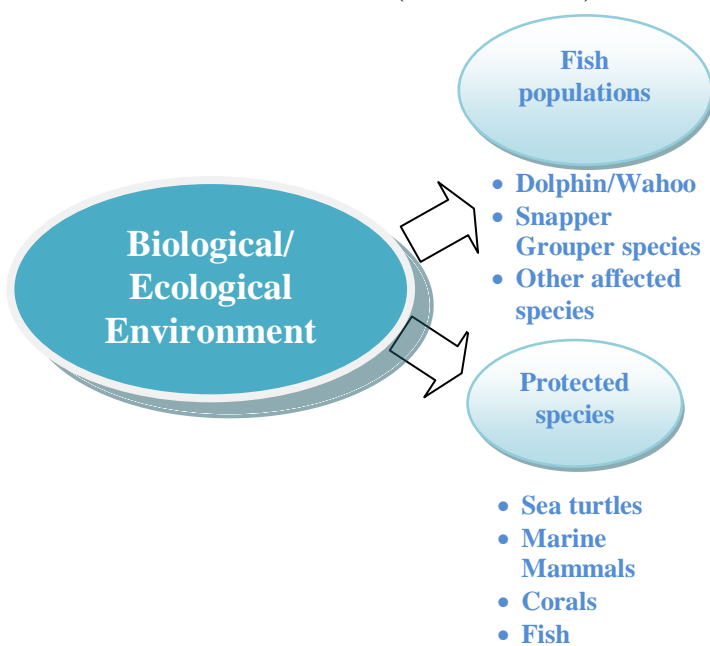 Biological/
Ecological
Environment
Fish
populations
• Dolphin/Wahoo
• Snapper
Grouper species
• Other affected
species
Protected
species
• Sea turtles
• Marine
Mammals
• Corals
• Fish